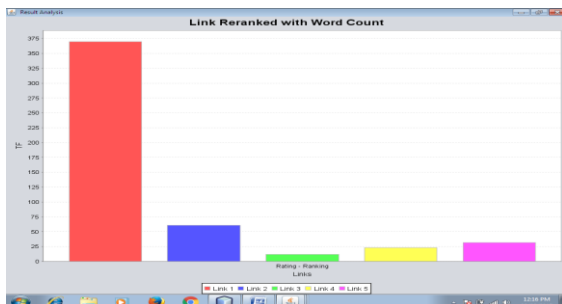 Result Analysis
Link Reranked with Word Count
375
350
325
300
275
250
225
200
175
150
125
100
75
50
25
0
TF
Rating - Ranking
Links
Link 1 Link 2 Link 3 Link 4 Link 5
12:16 PM